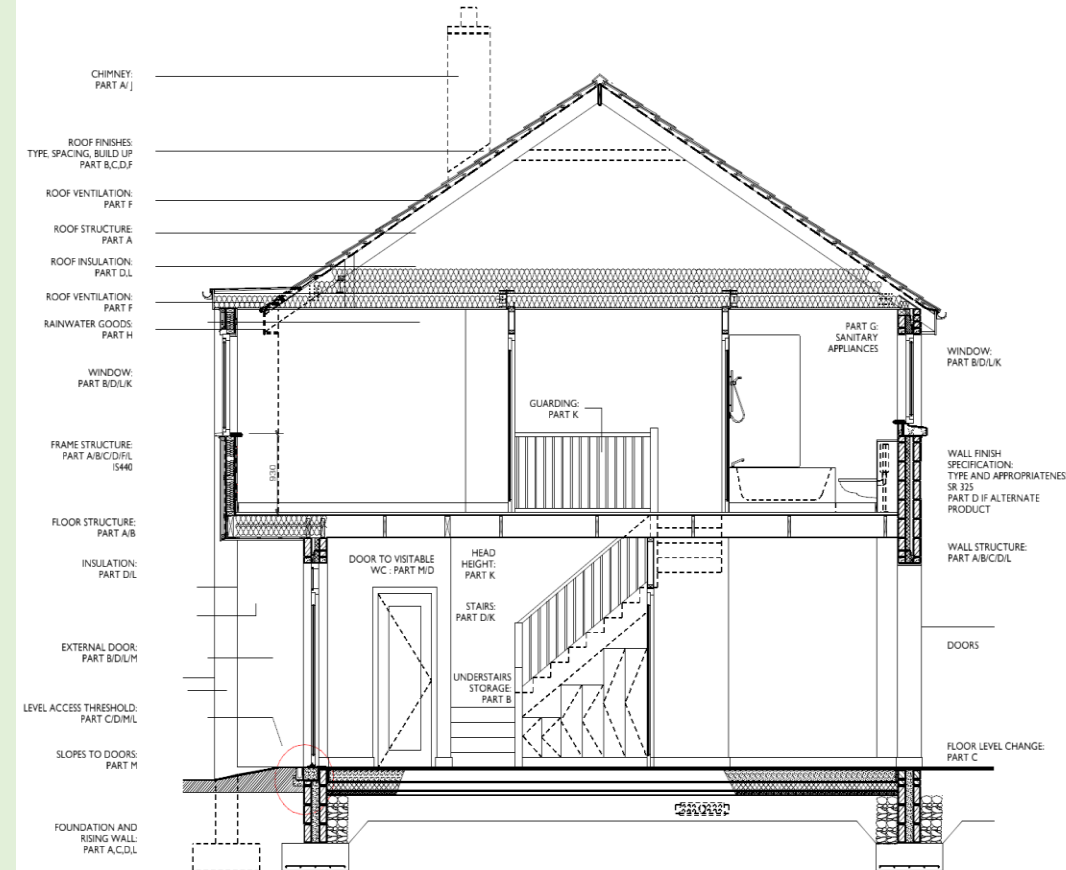 CHIMNEY:
PART A/ J
ROOF FINISHES:
TYPE, SPACING, BUILD UP
PART B,C,D,F
ROOF VENTILATION:
PART F
ROOF STRUCTURE:
PART A
ROOF INSULATION:
PART D,L
ROOF VENTILATION:
PART F
RAINWATER GOODS:
PART H
WINDOW:
PART B/D/L/K
FRAME STRUCTURE:
PART A/B/C/D/F/L
IS440
FLOOR STRUCTURE:
PART A/B
INSULATION:
PART D/L
EXTERNAL DOOR:
PART B/D/L/M
LEVEL ACCESS THRESHOLD:
PART C/D/M/L
SLOPES TO DOORS:
PART M
FOUNDATION AND
RISING WALL:
PART A,C,D,L
930
GUARDING:
PART K
PART G:
SANITARY
APPLIANCES
DOOR TO VISITABLE
WC : PART M/D
HEAD
HEIGHT:
PART K
STAIRS:
PART D/K
UNDERSTAIRS
STORAGE:
PART B
WINDOW:
PART B/D/L/K
WALL FINISH
SPECIFICATION:
TYPE AND APPROPRIATENES
SR 325
PART D IF ALTERNATE
PRODUCT
WALL STRUCTURE:
PART A/B/C/D/L
DOORS
FLOOR LEVEL CHANGE:
PART C